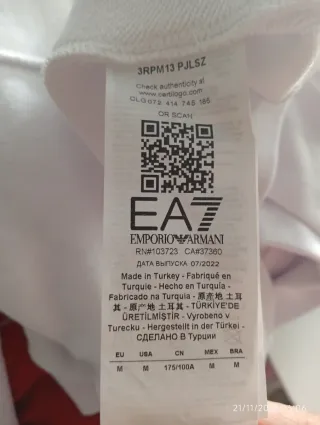 3RPM13 PJLSZ
Check authenticity at
www.certilogo.com
CLG 072 414 745 185
OR SCAN
EA7
EMPORIO ARMANI
RN#103723 CA#37360
ДАТА ВЫПУСКА 07/2022
Made in Turkey - Fabriqué en
Turquie - Hecho en Turquía -
Fabricado na Turquia - 原產地 土耳
其 - 原产地 土耳其 - TÜRKİYE'DE
ÜRETİLMİŞTİR - Vyrobeno v
Turecku - Hergestellt in der Türkei -
СДЕЛАНО В Турции
EU USA CN MEX BRA
M M 175/100A M M
21/11/